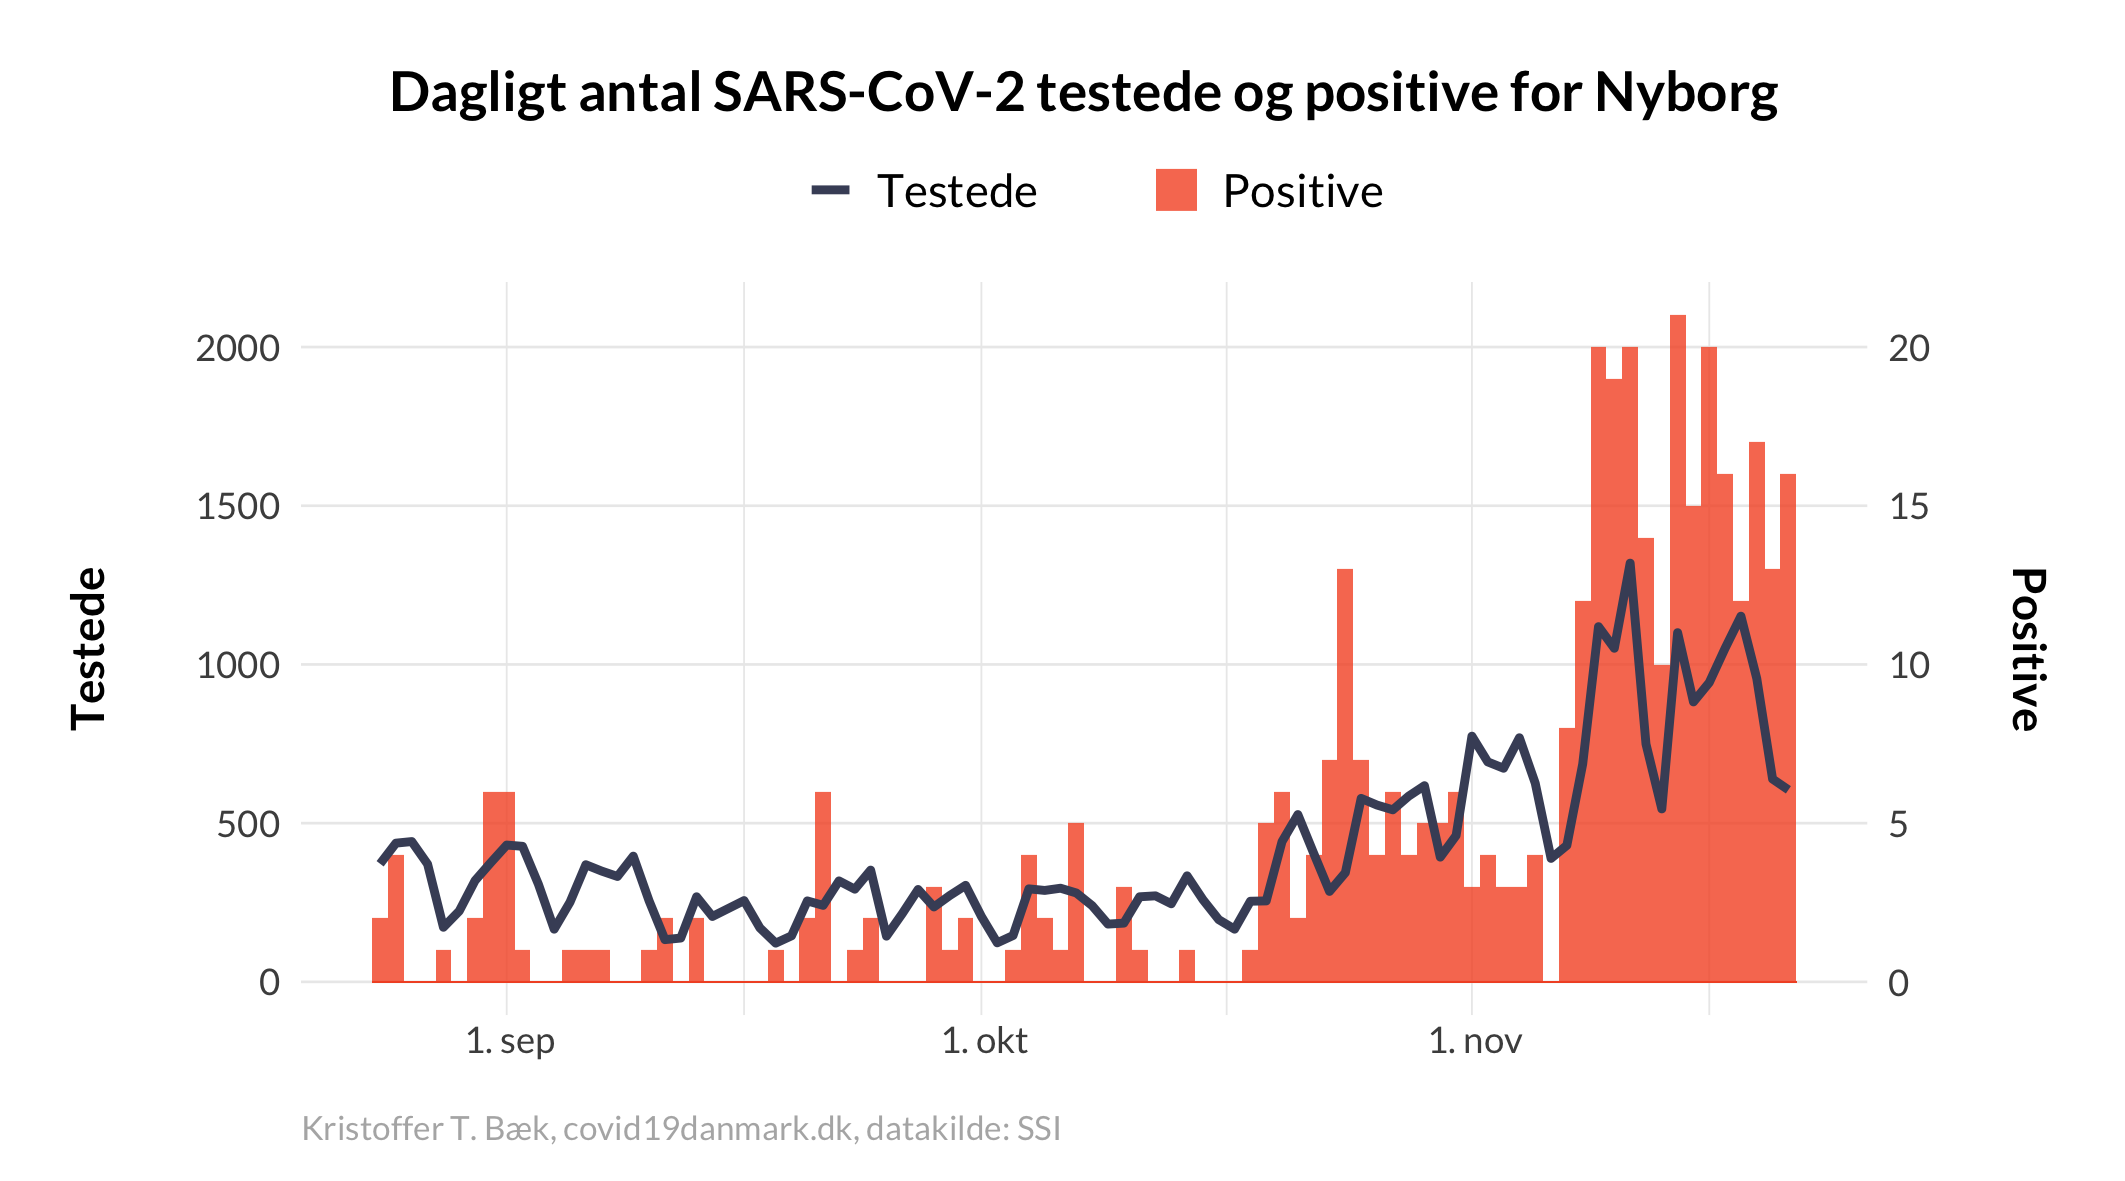 Dagligt antal SARS-CoV-2 testede og positive for Nyborg
Testede Positive
2000 20
1500 15
1000 10
500 5
0 0
Testede
Positive
1. sep 1. okt 1. nov
Kristoffer T. Bæk, covid19danmark.dk, datakilde: SSI